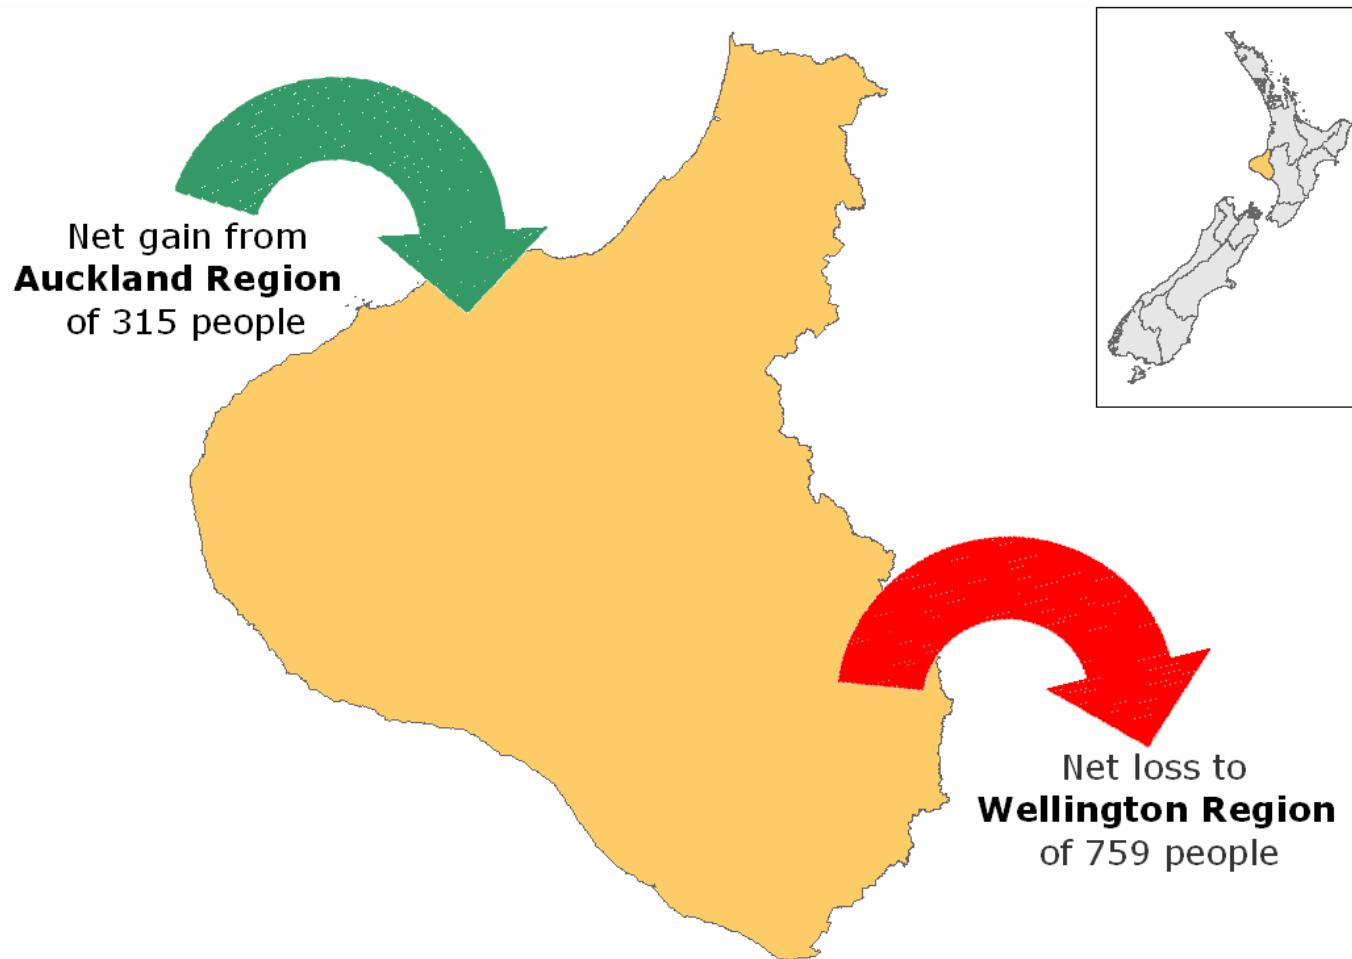 Net gain from
Auckland Region
of 315 people
Net loss to
Wellington Region
of 759 people